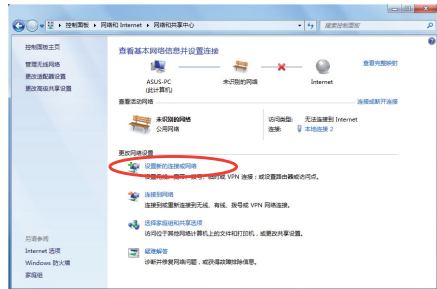 控制面板 ▸ 网络和 Internet ▸ 网络和共享中心
搜索控制面板
控制面板主页
管理无线网络
更改适配器设置
更改高级共享设置
查看基本网络信息并设置连接
查看完整映射
ASUS-PC
(此计算机)
未识别的网络
Internet
查看活动网络
连接或断开连接
未识别的网络
公用网络
访问类型: 无法连接到 Internet
连接: 本地连接 2
更改网络设置
设置新的连接或网络
设置无线、宽带、拨号、临时或 VPN 连接；或设置路由器或访问点。
连接到网络
连接到或重新连接到无线、有线、拨号或 VPN 网络连接。
选择家庭组和共享选项
访问位于其他网络计算机上的文件和打印机，或更改共享设置。
疑难解答
诊断并修复网络问题，或获得故障排除信息。
另请参阅
Internet 选项
Windows 防火墙
家庭组